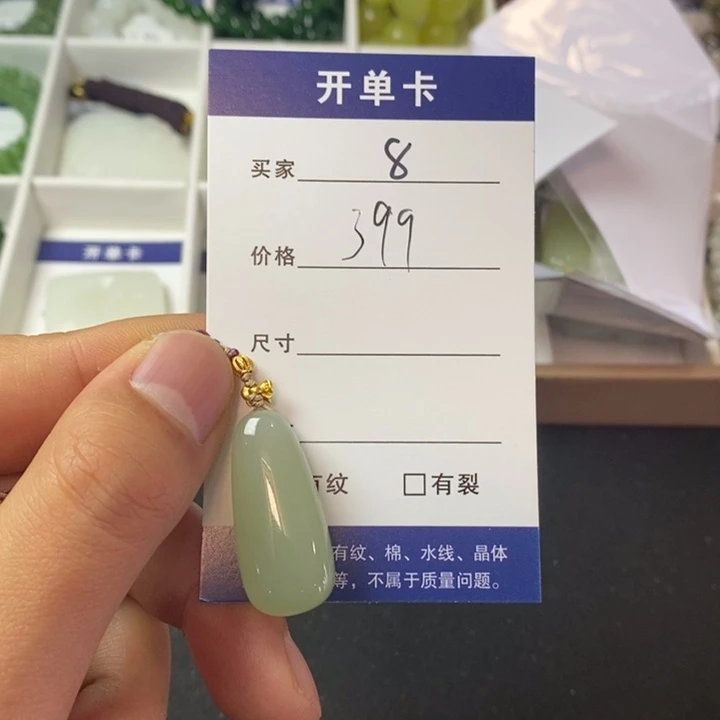 开单卡
买家 8
价格 399
尺寸
有纹 □有裂
有纹、棉、水线、晶体
等，不属于质量问题。
开单卡